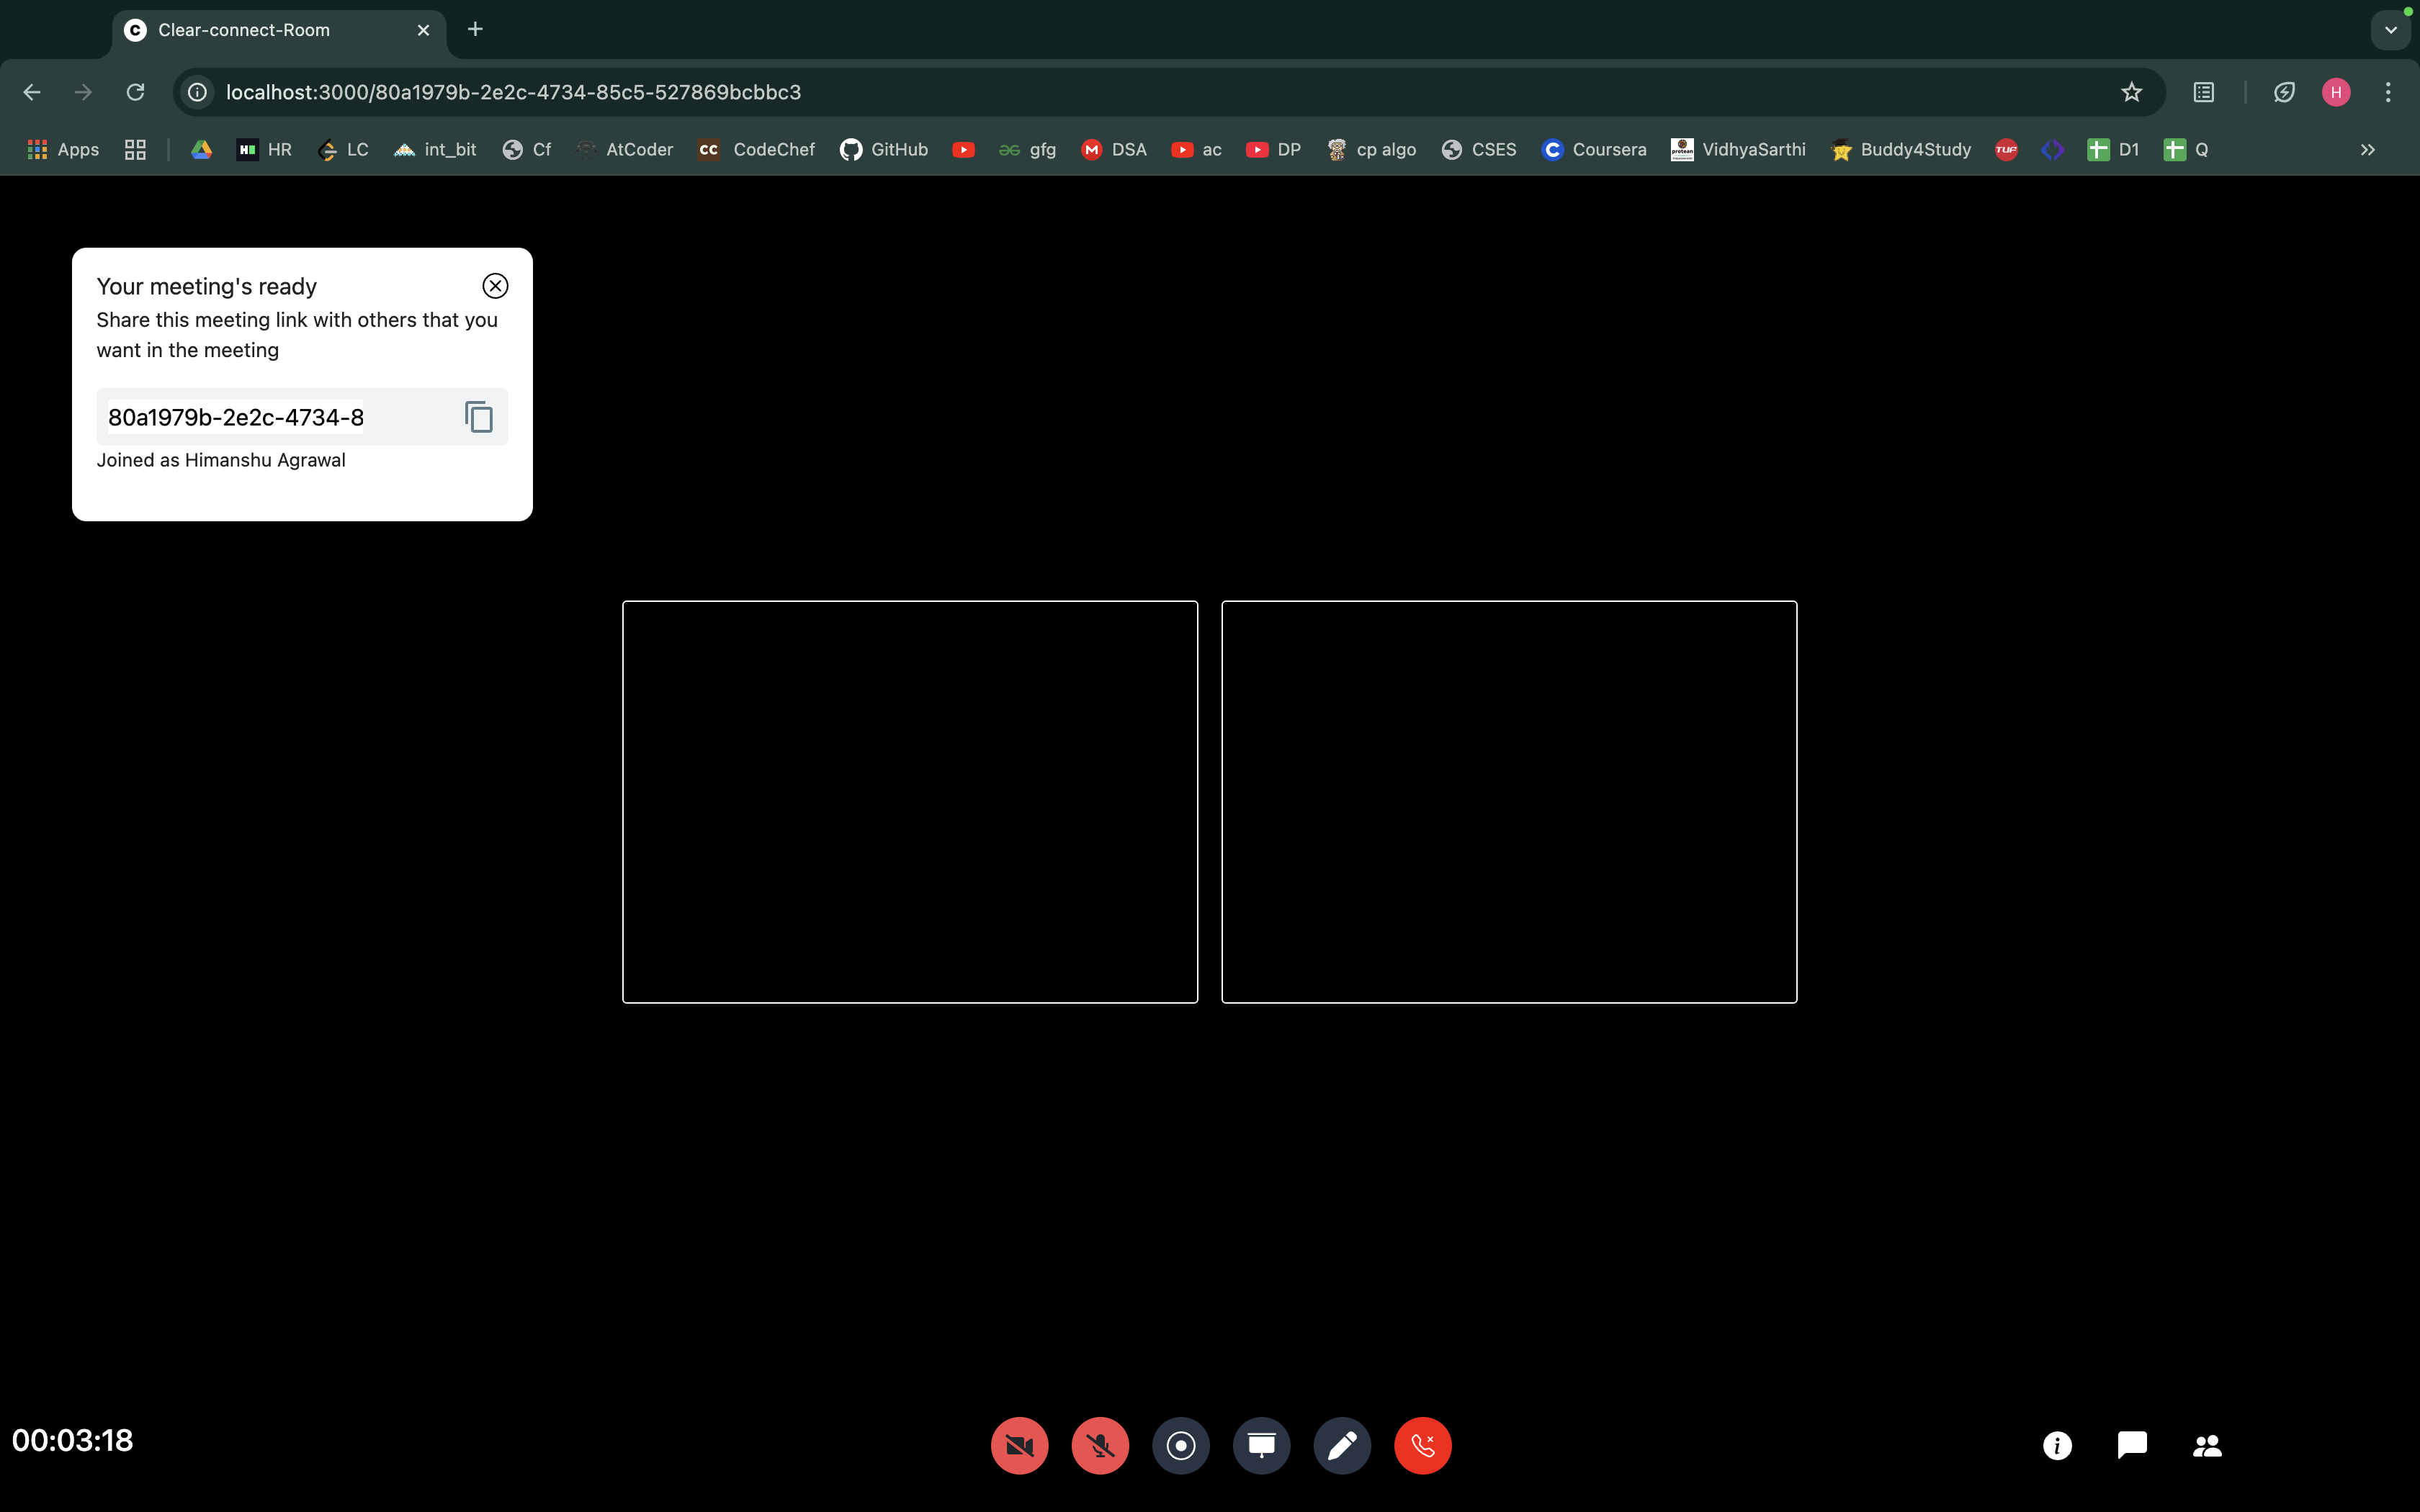 Clear-connect-Room
localhost:3000/80a1979b-2e2c-4734-85c5-527869bcbbc3
H
Apps HR LC int_bit Cf AtCoder CC CodeChef GitHub gfg M DSA ac DP cp algo CSES C Coursera VidhyaSarthi Buddy4Study TUF D1 Q
Your meeting's ready
Share this meeting link with others that you
want in the meeting
80a1979b-2e2c-4734-8
Joined as Himanshu Agrawal
00:03:18